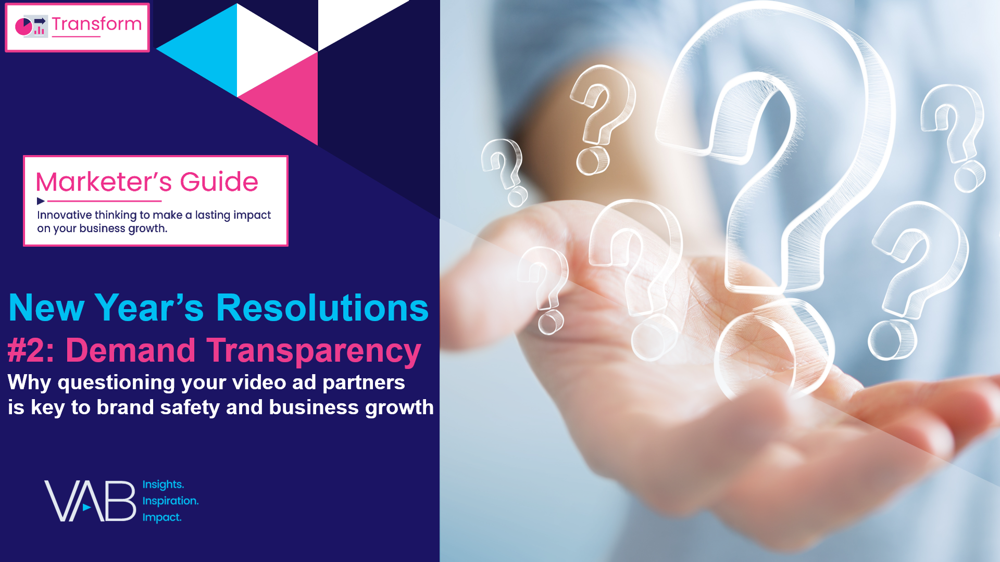 Transform
Marketer’s Guide
Innovative thinking to make a lasting impact
on your business growth.
New Year’s Resolutions
#2: Demand Transparency
Why questioning your video ad partners
is key to brand safety and business growth
VAB
Insights.
Inspiration.
Impact.